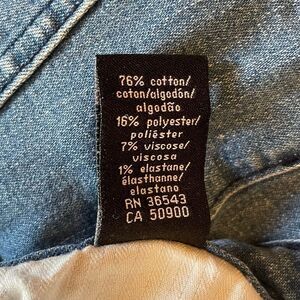 76% cotton/
coton/algodón/
algodão
16% polyester/
poliéster
7% viscose/
viscosa
1% elastane/
élasthanne/
elastano
RN 36543
CA 50900